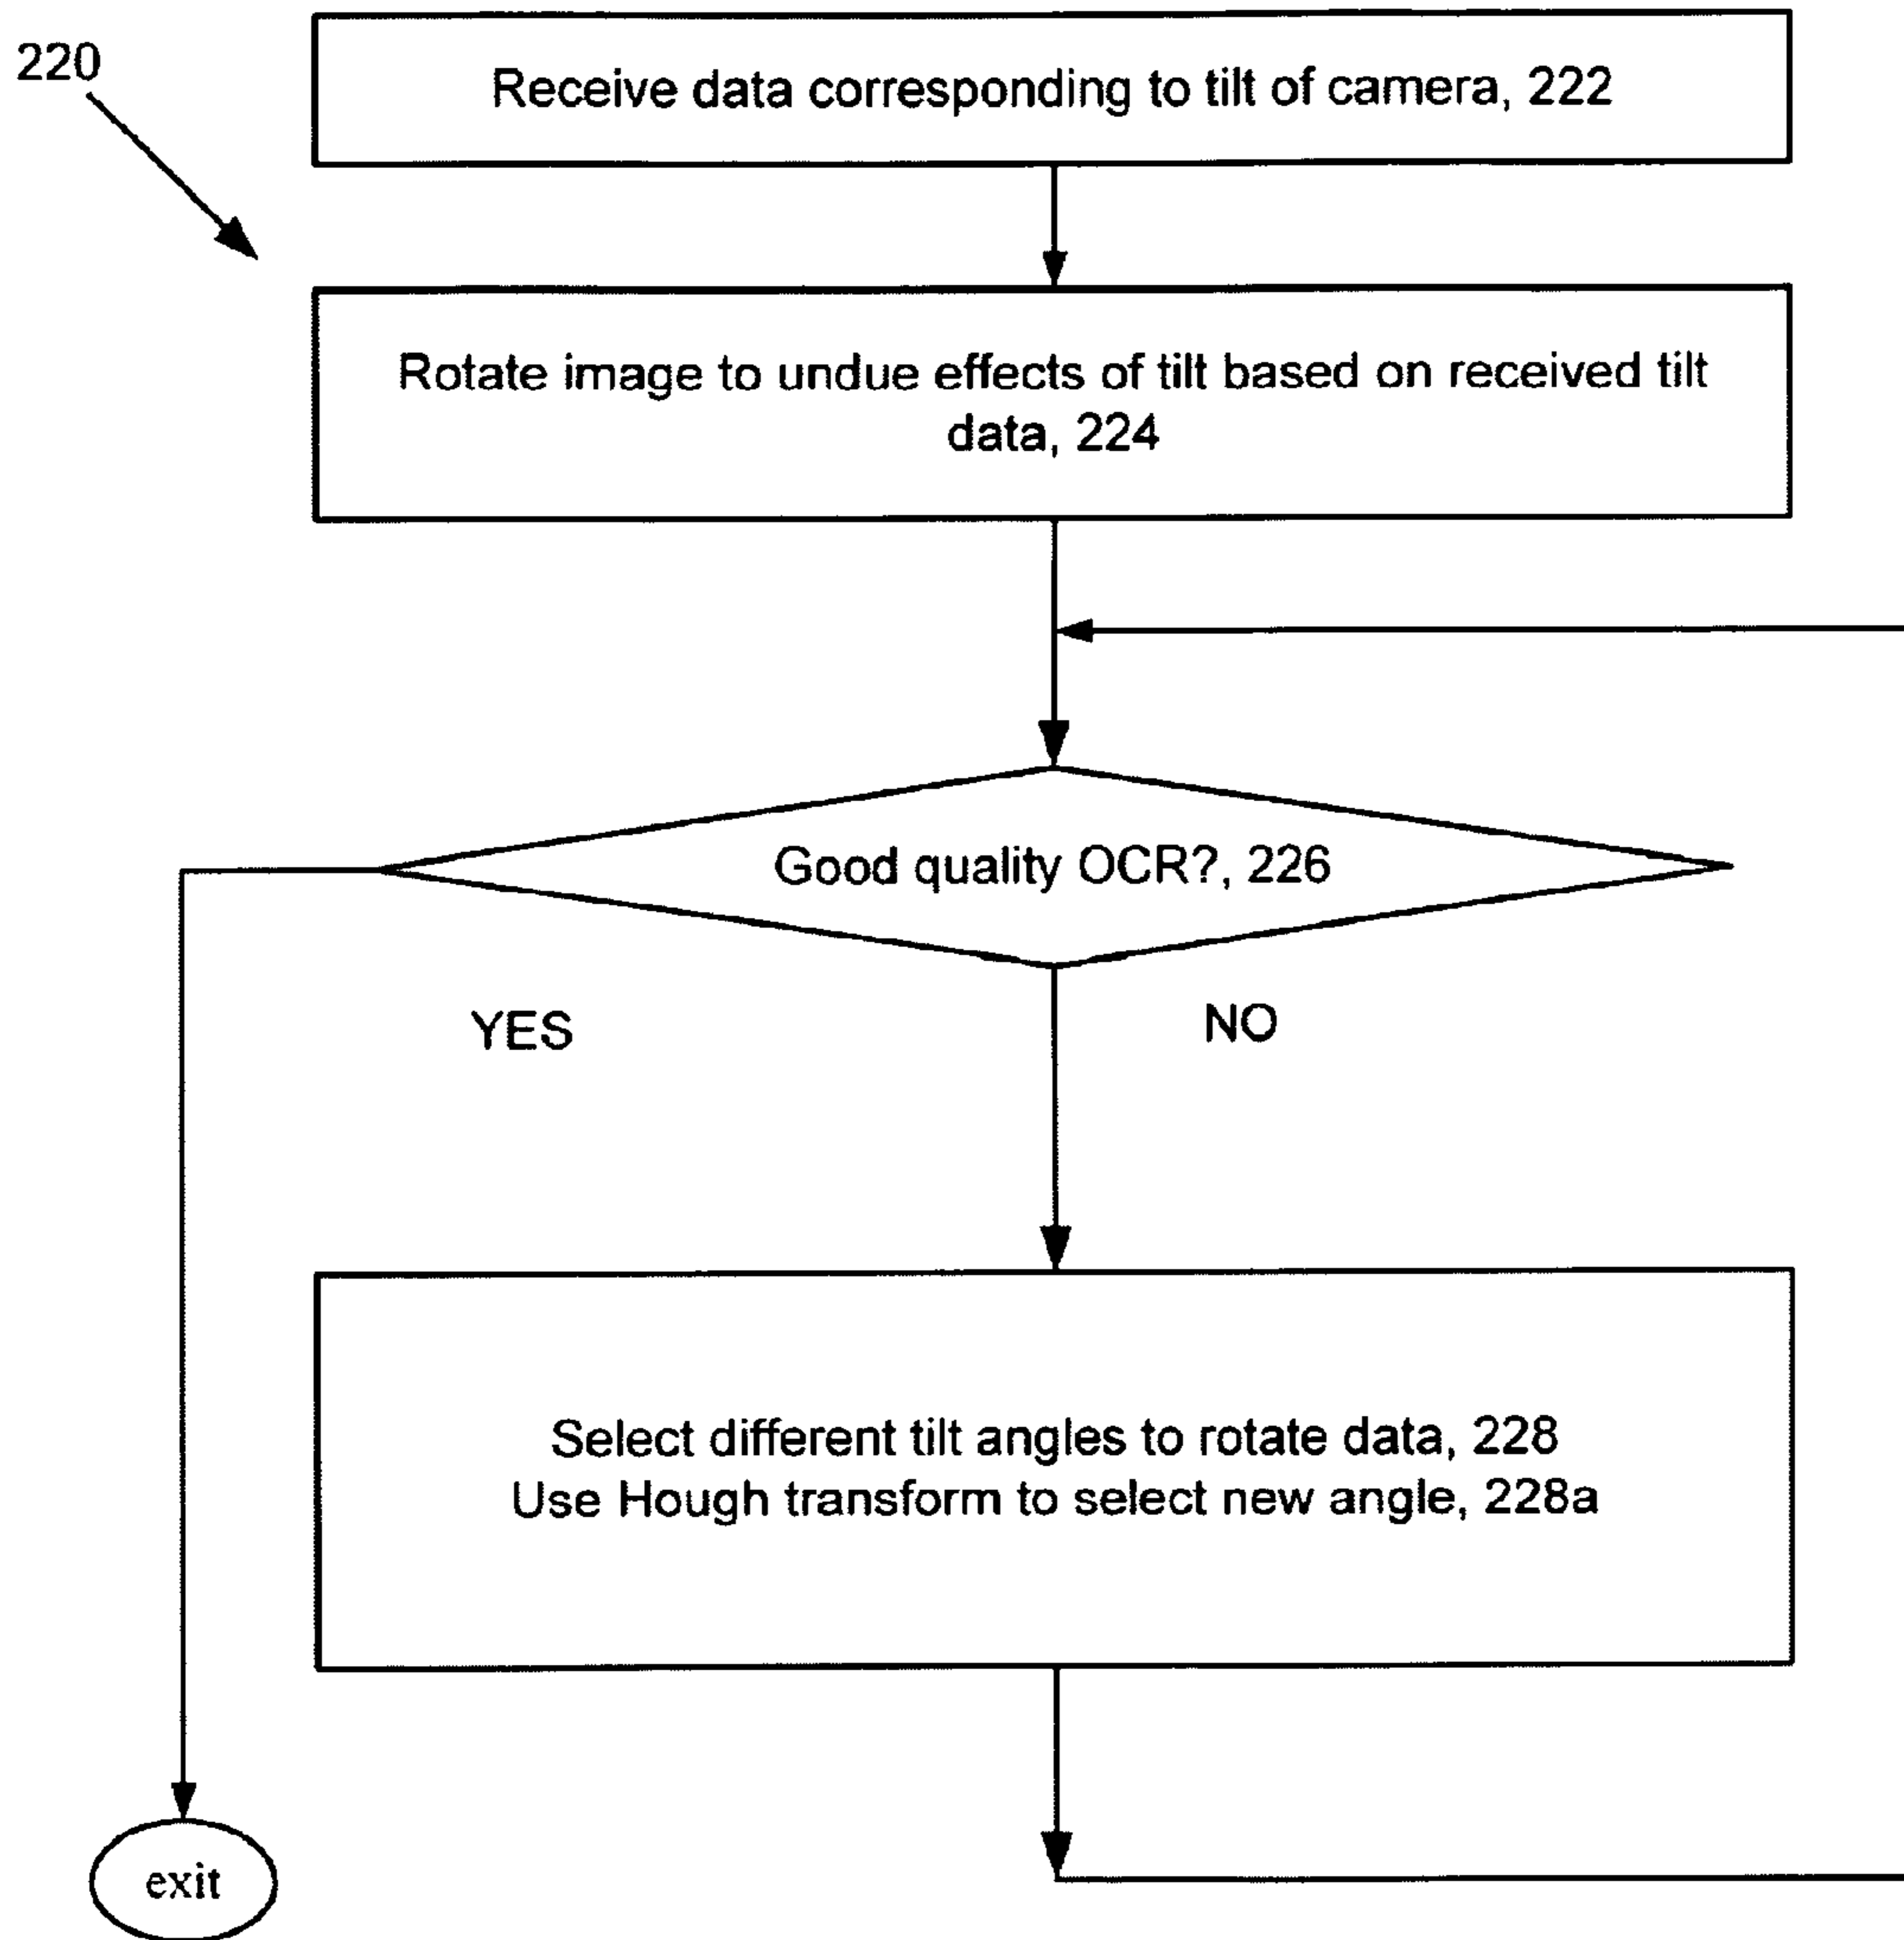 220
Receive data corresponding to tilt of camera, 222
Rotate image to undue effects of tilt based on received tilt
data, 224
Good quality OCR?, 226
YES
NO
Select different tilt angles to rotate data, 228
Use Hough transform to select new angle, 228a
exit